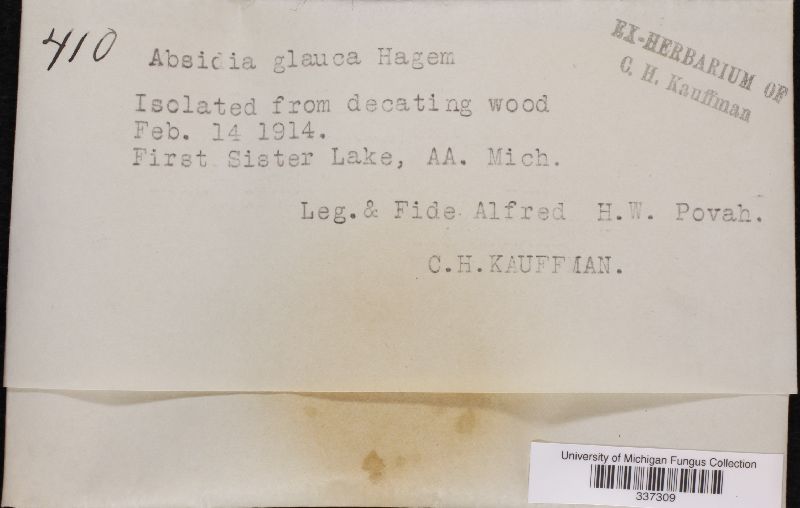 410
Absidia glauca Hagem
EX-HERBARIUM OF
C. H. Kauffman
Isolated from decating wood
Feb. 14 1914.
First Sister Lake, AA. Mich.
Leg.& Fide Alfred H.W. Povah.
C.H.KAUFFMAN.
University of Michigan Fungus Collection
337309